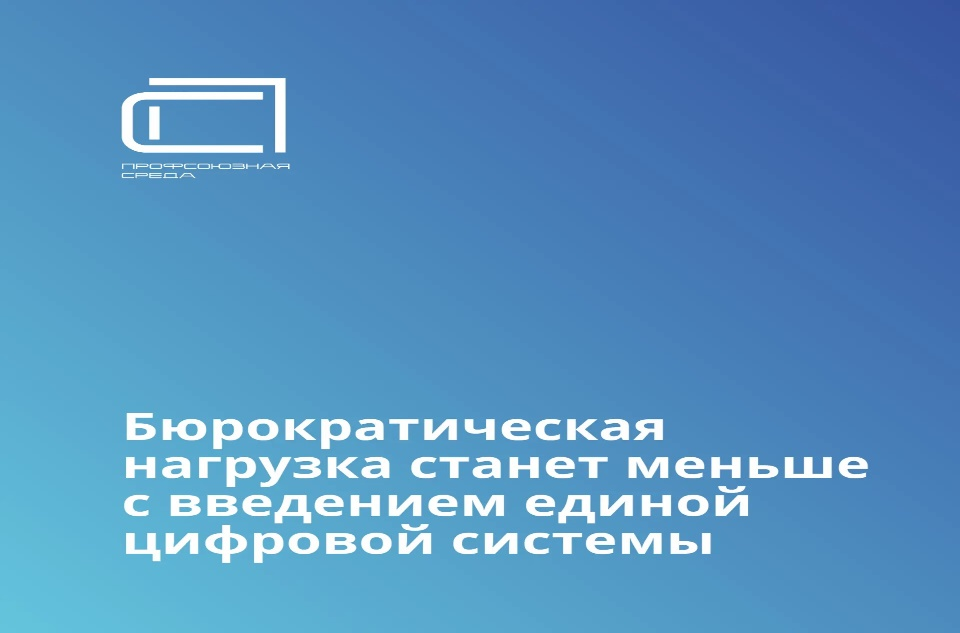 ПРОФСОЮЗНАЯ
СРЕДА
Бюрократическая
нагрузка станет меньше
с введением единой
цифровой системы